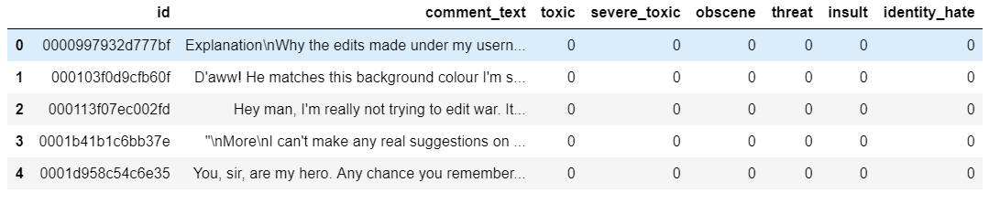 id comment_text toxic severe_toxic obscene threat insult identity_hate
0 0000997932d777bf Explanation\nWhy the edits made under my usern... 0 0 0 0 0 0
1 000103f0d9cfb60f D'aww! He matches this background colour I'm s... 0 0 0 0 0 0
2 000113f07ec002fd Hey man, I'm really not trying to edit war. It... 0 0 0 0 0 0
3 0001b41b1c6bb37e "\nMore\nI can't make any real suggestions on ... 0 0 0 0 0 0
4 0001d958c54c6e35 You, sir, are my hero. Any chance you remember... 0 0 0 0 0 0